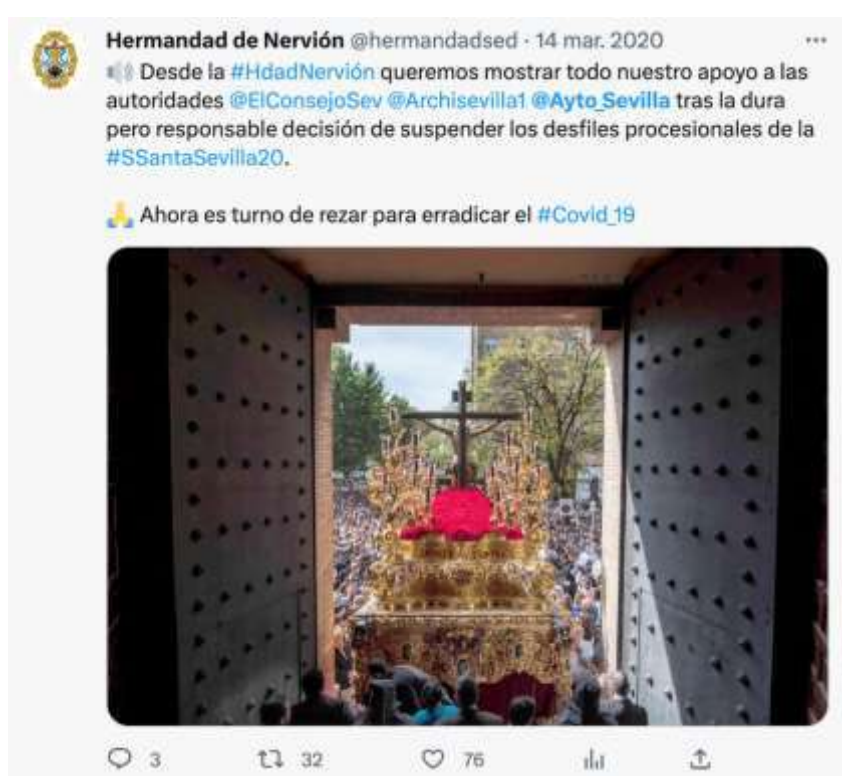 Hermandad de Nervión @hermandadsed · 14 mar. 2020
Desde la #HdadNervión queremos mostrar todo nuestro apoyo a las
autoridades @ElConsejoSev @Archisevilla1 @Ayto_Sevilla tras la dura
pero responsable decisión de suspender los desfiles procesionales de la
#SSantaSevilla20.
Ahora es turno de rezar para erradicar el #Covid_19
3 32 76